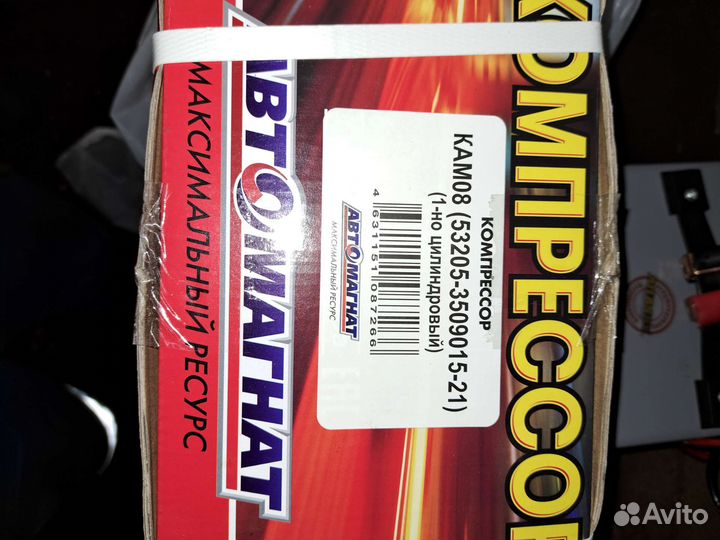 КОМПРЕССОР
КОМПРЕССОР
КАМ08 (53205-3509015-21)
(1-но цилиндровый)
4 631151 087266
АВТОМАГНАТ
МАКСИМАЛЬНЫЙ РЕСУРС
АВТОМАГНАТ
МАКСИМАЛЬНЫЙ РЕСУРС
Avito